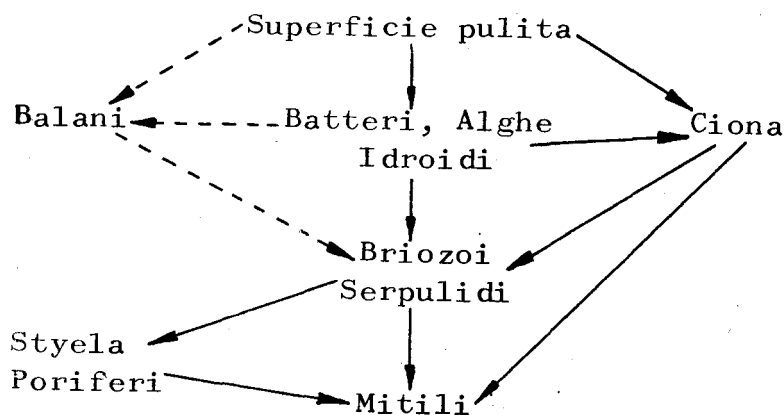 Superficie pulita
Balani
Batteri, Alghe
Idroidi
Ciona
Briozoi
Serpulidi
Styela
Poriferi
Mitili